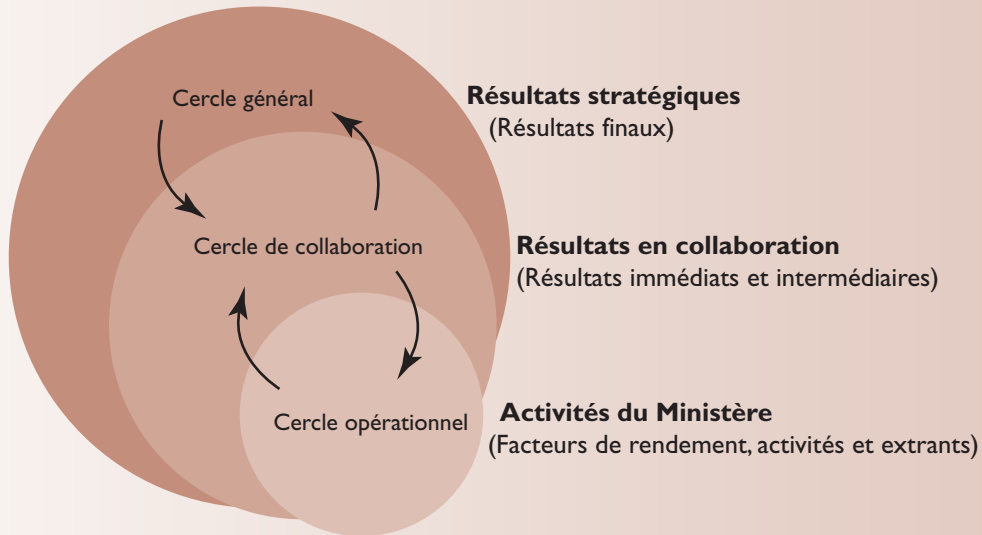 Cercle général
Résultats stratégiques
(Résultats finaux)
Cercle de collaboration
Résultats en collaboration
(Résultats immédiats et intermédiaires)
Cercle opérationnel
Activités du Ministère
(Facteurs de rendement, activités et extrants)